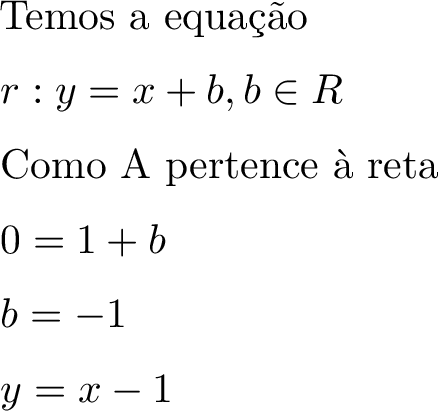 Temos a equação
r : y = x + b, b ∈ R
Como A pertence à reta
0 = 1 + b
b = −1
y = x − 1